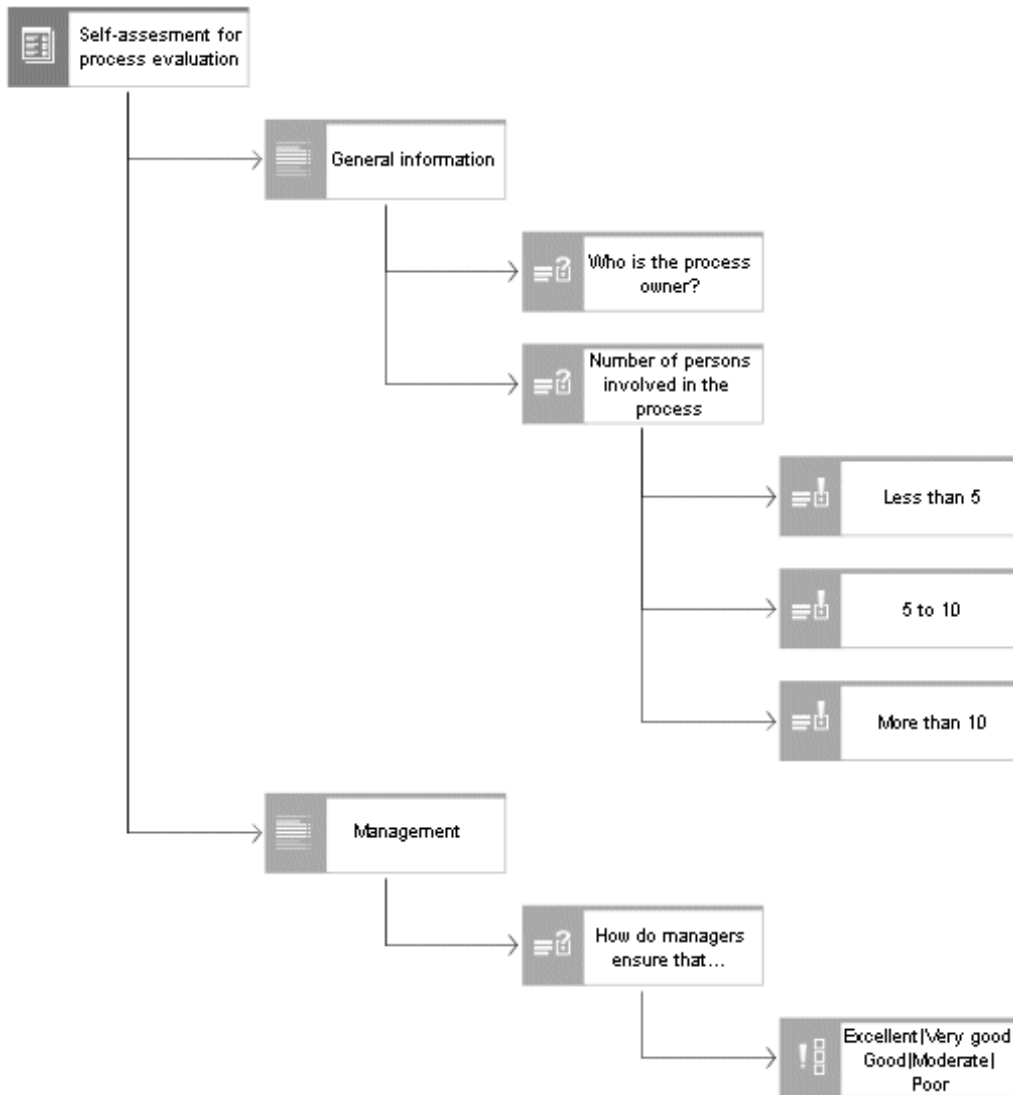 Self-assesment for
process evaluation
General information
Who is the process
owner?
Number of persons
involved in the
process
Less than 5
5 to 10
More than 10
Management
How do managers
ensure that...
Excellent|Very good
Good|Moderate|
Poor